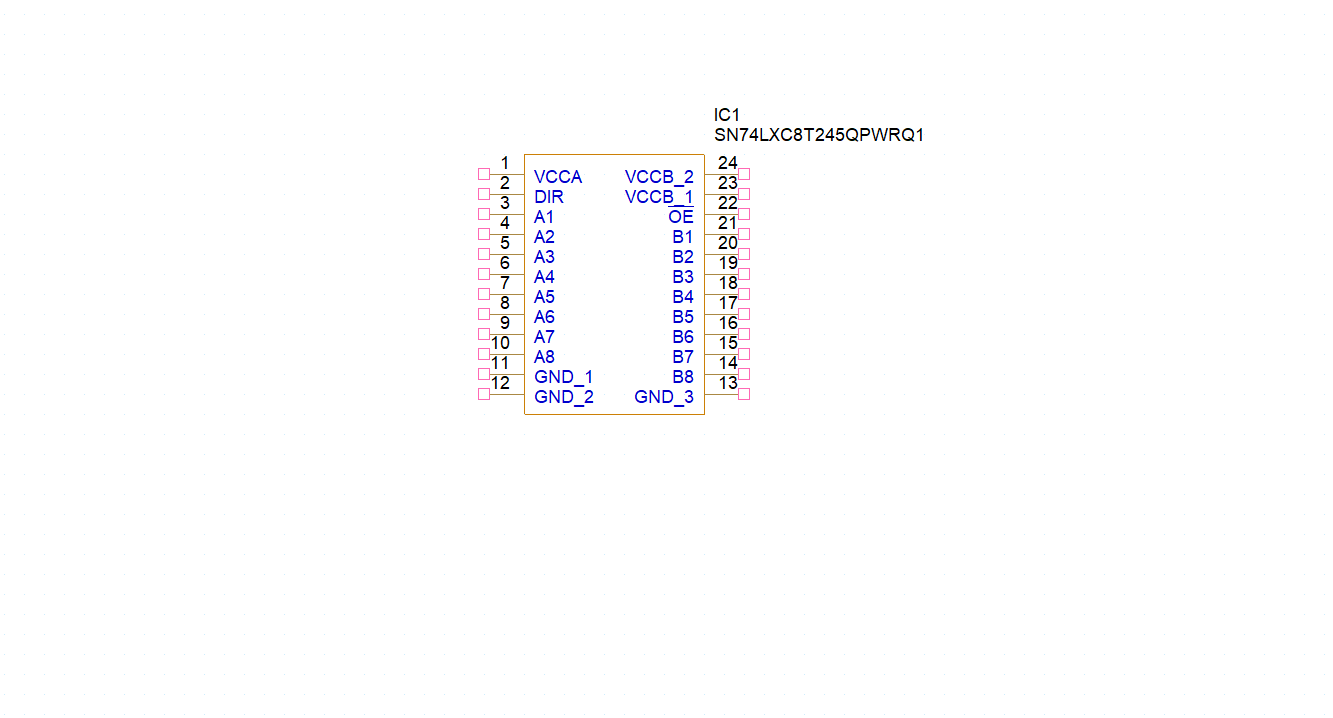 IC1
SN74LXC8T245QPWRQ1
1 VCCA VCCB_2 24
2 DIR VCCB_1 23
3 A1 OE 22
4 A2 B1 21
5 A3 B2 20
6 A4 B3 19
7 A5 B4 18
8 A6 B5 17
9 A7 B6 16
10 A8 B7 15
11 GND_1 B8 14
12 GND_2 GND_3 13